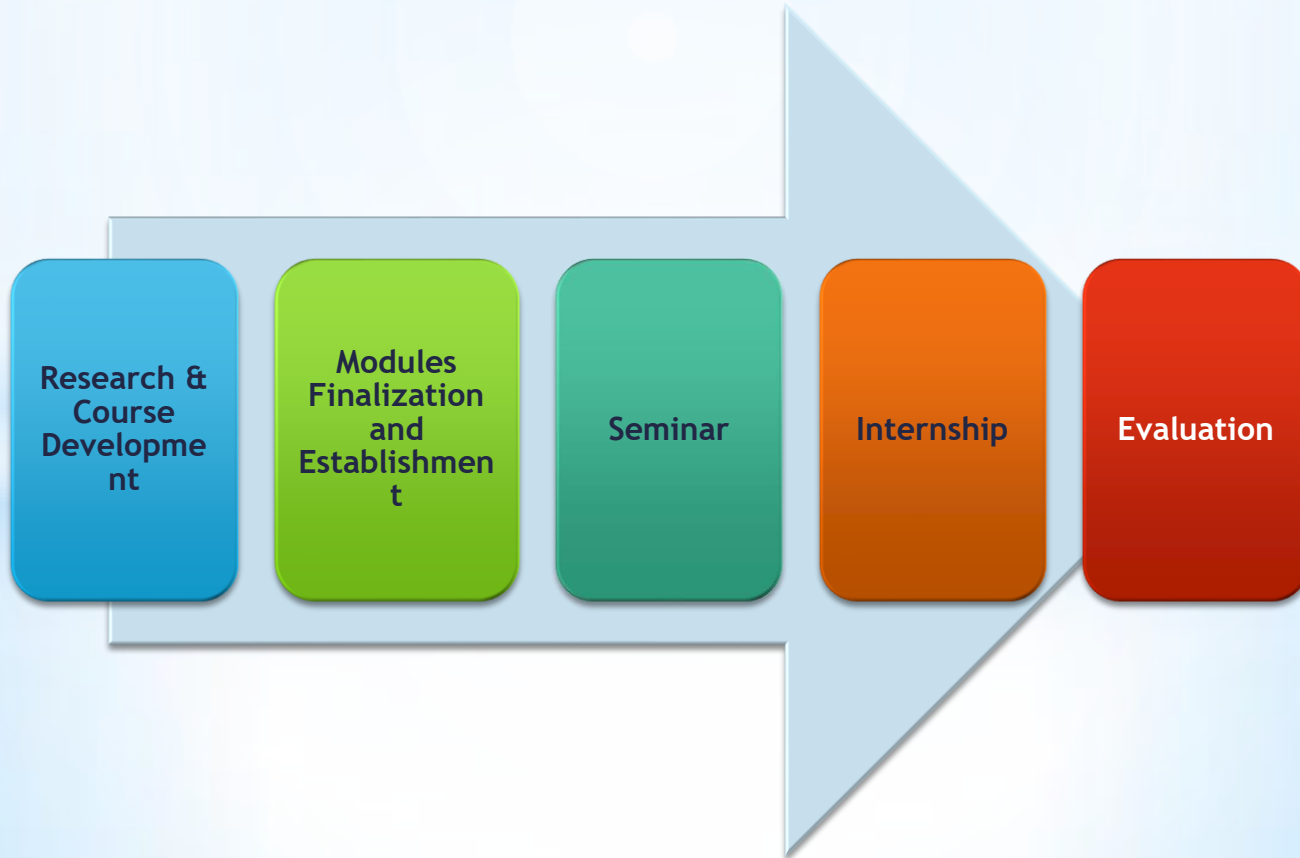 Research &
Course
Developme
nt
Modules
Finalization
and
Establishmen
t
Seminar
Internship
Evaluation